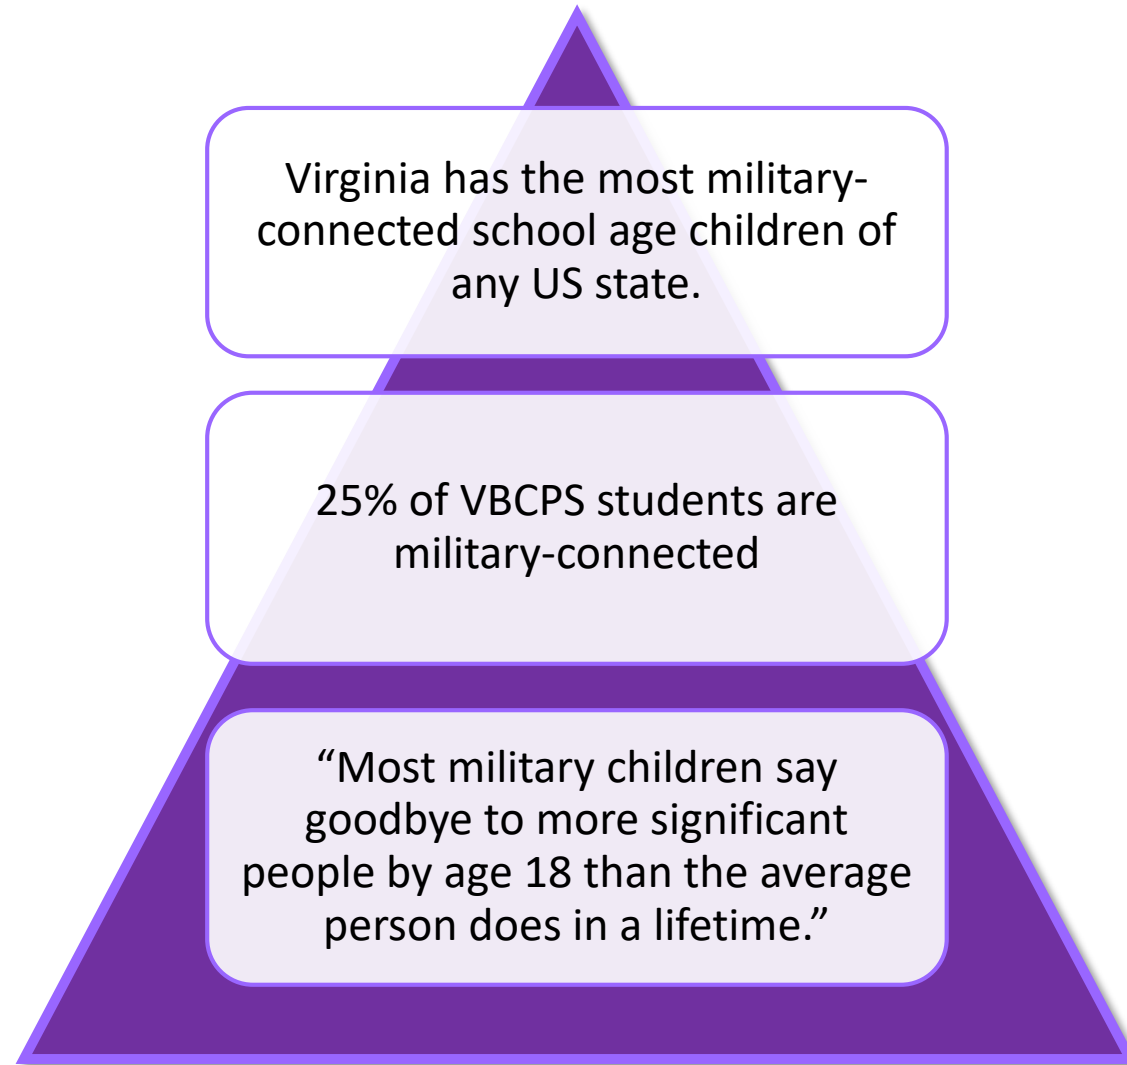 Virginia has the most military-
connected school age children of
any US state.
25% of VBCPS students are
military-connected
“Most military children say
goodbye to more significant
people by age 18 than the average
person does in a lifetime.”